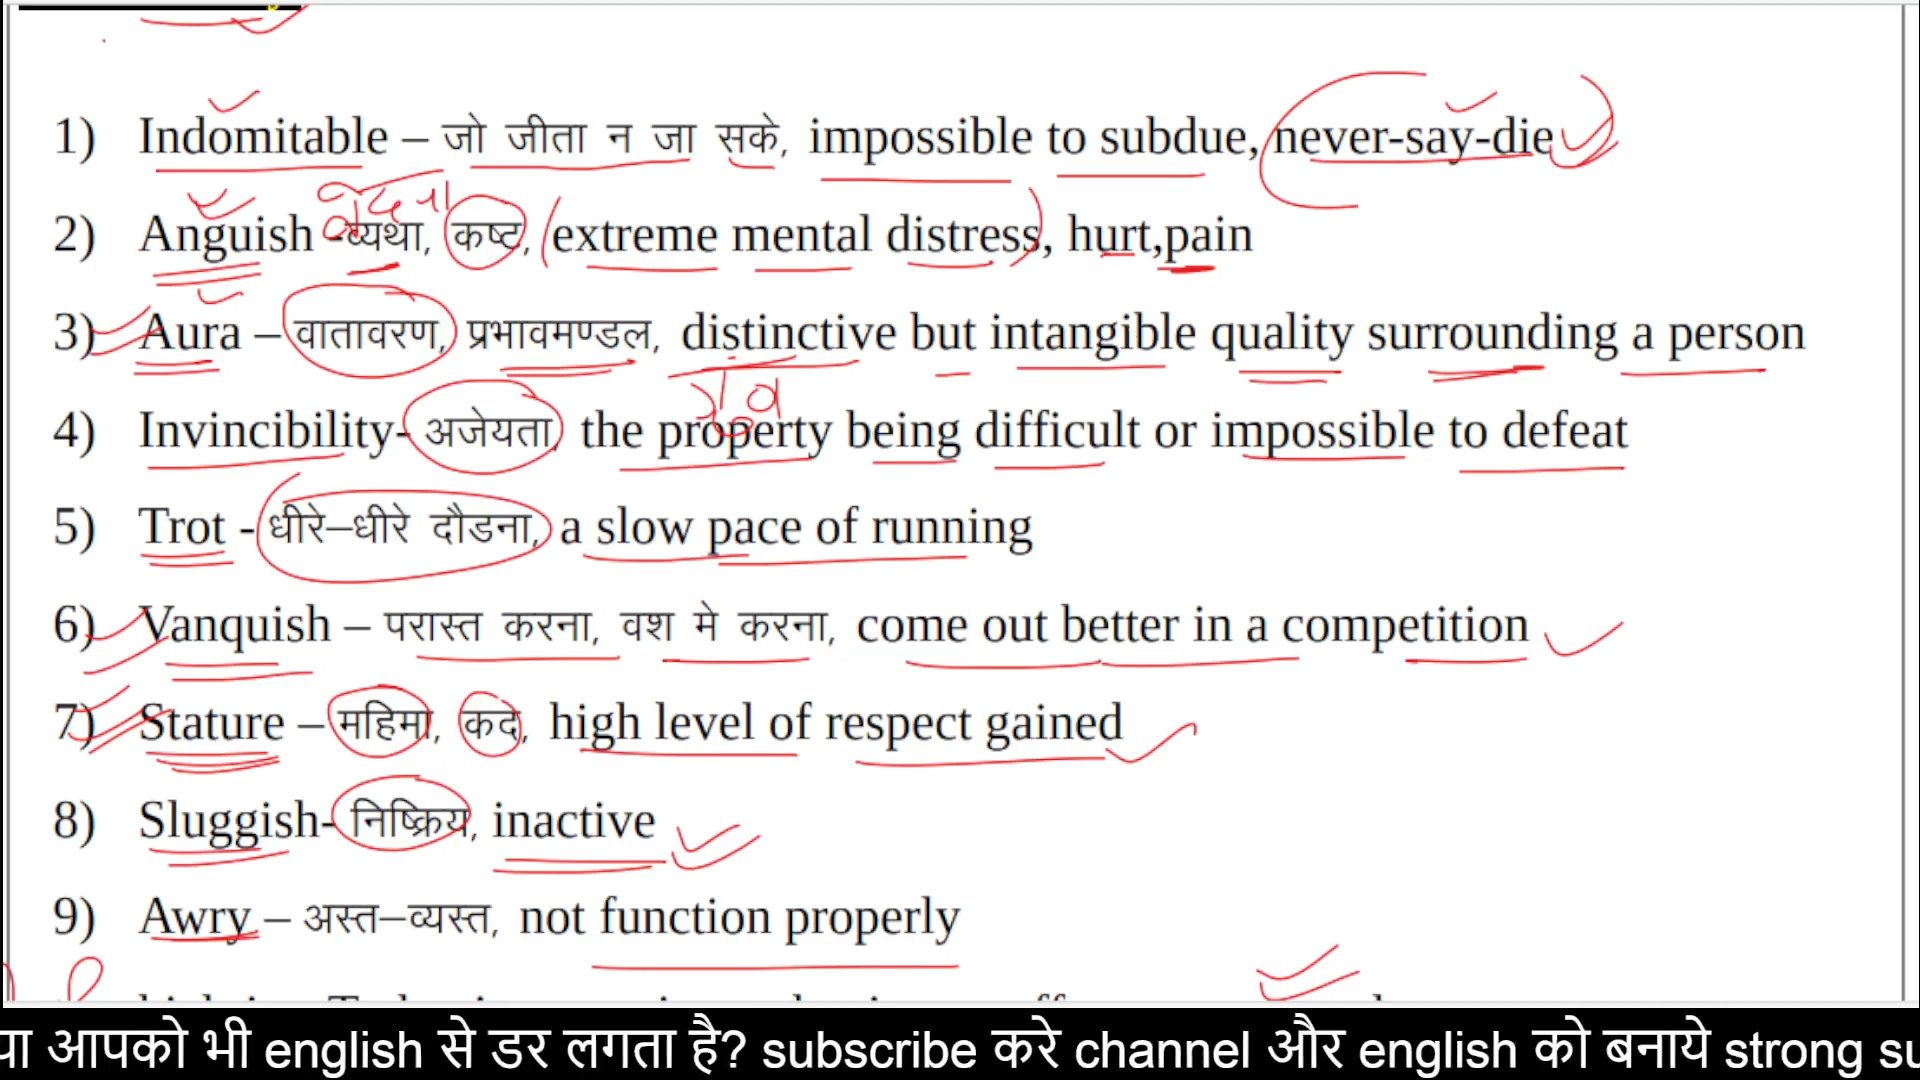 1) Indomitable – जो जीता न जा सके, impossible to subdue, never-say-die
वेदना
2) Anguish -व्यथा, कष्ट, extreme mental distress, hurt,pain
3) Aura – वातावरण, प्रभावमण्डल, distinctive but intangible quality surrounding a person
4) Invincibility- अजेयता, the property being difficult or impossible to defeat
5) Trot - धीरे–धीरे दौडना, a slow pace of running
6) Vanquish – परास्त करना, वश मे करना, come out better in a competition
7) Stature – महिमा, कद, high level of respect gained
8) Sluggish- निष्क्रिय, inactive
9) Awry – अस्त–व्यस्त, not function properly
आपको भी english से डर लगता है? subscribe करे channel और english को बनाये strong